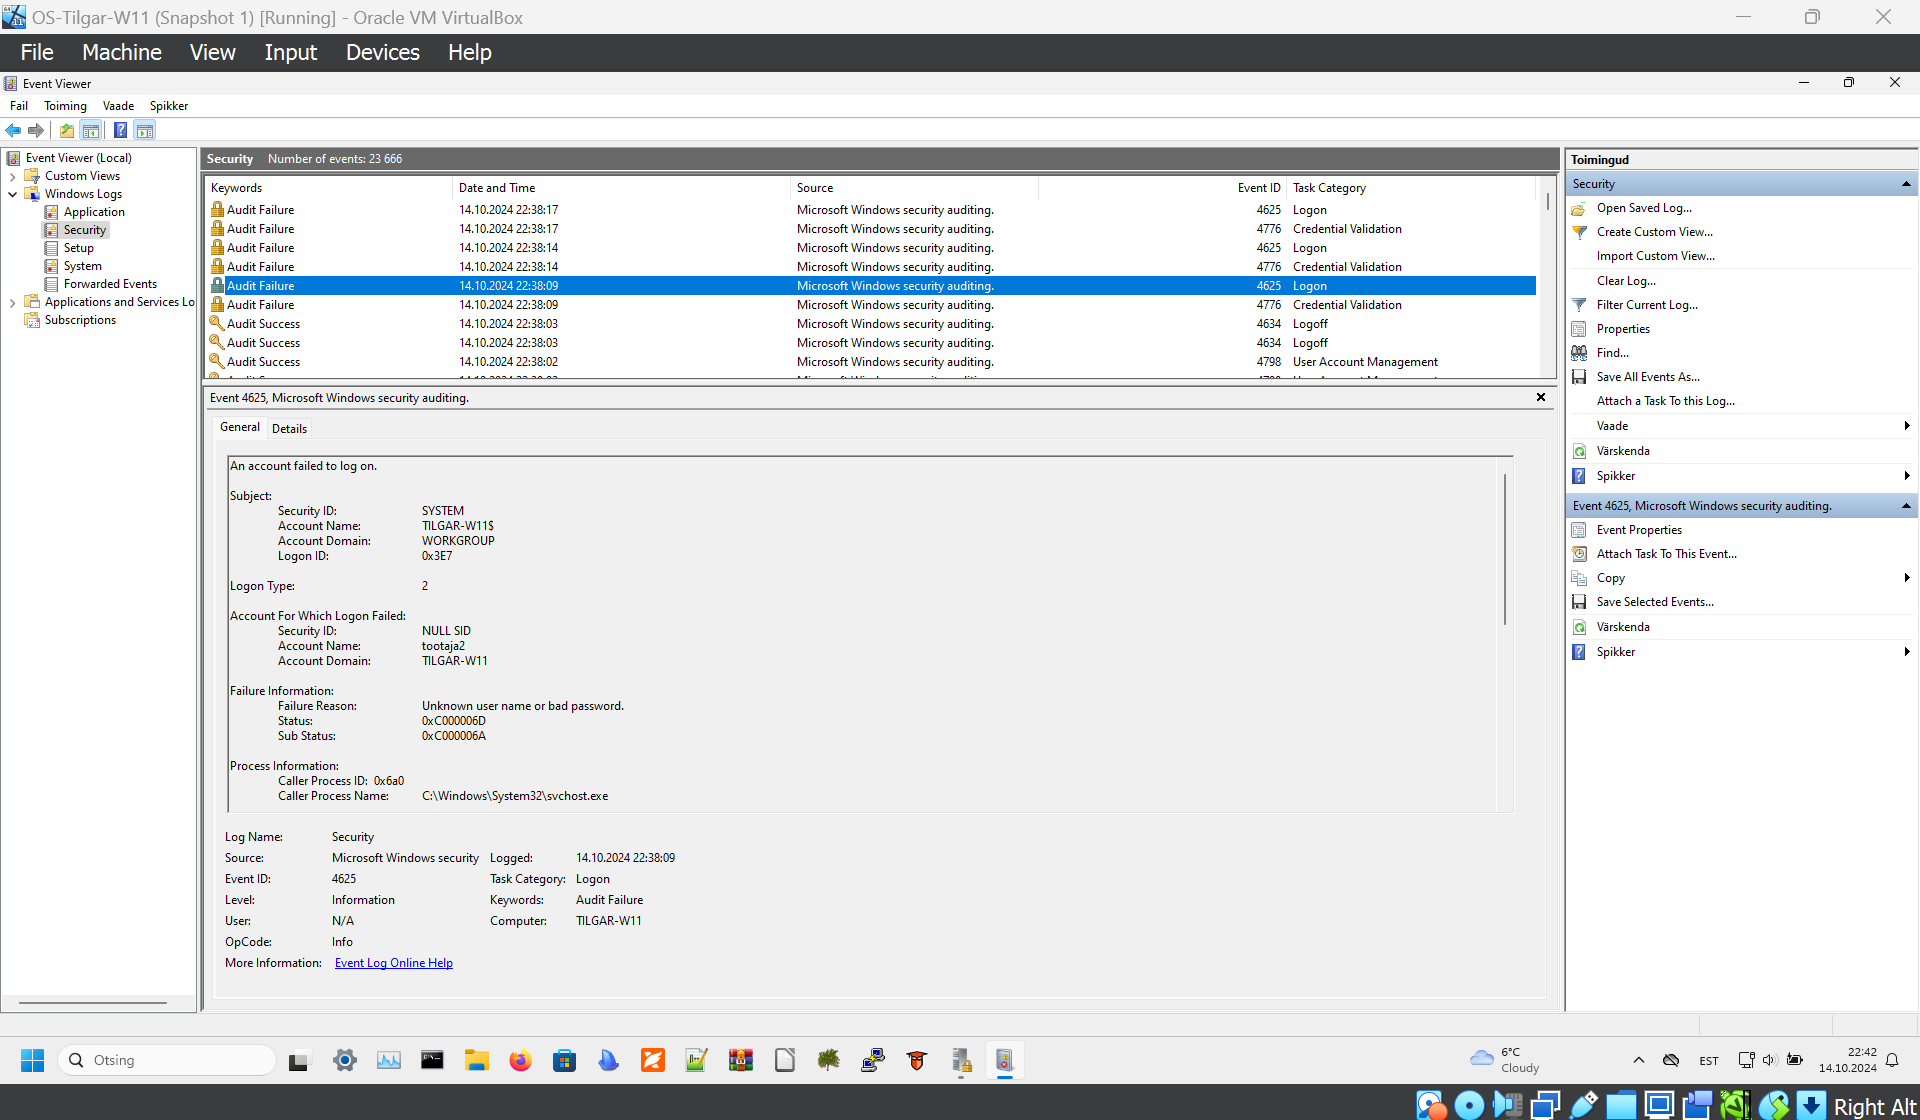 OS-Tilgar-W11 (Snapshot 1) [Running] - Oracle VM VirtualBox
File Machine View Input Devices Help
Event Viewer
Fail Toiming Vaade Spikker
Event Viewer (Local)
Custom Views
Windows Logs
Application
Security
Setup
System
Forwarded Events
Applications and Services Lo
Subscriptions
Security Number of events: 23 666
Keywords Date and Time Source Event ID Task Category
Audit Failure 14.10.2024 22:38:17 Microsoft Windows security auditing. 4625 Logon
Audit Failure 14.10.2024 22:38:17 Microsoft Windows security auditing. 4776 Credential Validation
Audit Failure 14.10.2024 22:38:14 Microsoft Windows security auditing. 4625 Logon
Audit Failure 14.10.2024 22:38:14 Microsoft Windows security auditing. 4776 Credential Validation
Audit Failure 14.10.2024 22:38:09 Microsoft Windows security auditing. 4625 Logon
Audit Failure 14.10.2024 22:38:09 Microsoft Windows security auditing. 4776 Credential Validation
Audit Success 14.10.2024 22:38:03 Microsoft Windows security auditing. 4634 Logoff
Audit Success 14.10.2024 22:38:03 Microsoft Windows security auditing. 4634 Logoff
Audit Success 14.10.2024 22:38:02 Microsoft Windows security auditing. 4798 User Account Management
Event 4625, Microsoft Windows security auditing.
General Details
An account failed to log on.
Subject:
Security ID: SYSTEM
Account Name: TILGAR-W11$
Account Domain: WORKGROUP
Logon ID: 0x3E7
Logon Type: 2
Account For Which Logon Failed:
Security ID: NULL SID
Account Name: tootaja2
Account Domain: TILGAR-W11
Failure Information:
Failure Reason: Unknown user name or bad password.
Status: 0xC000006D
Sub Status: 0xC000006A
Process Information:
Caller Process ID: 0x6a0
Caller Process Name: C:\Windows\System32\svchost.exe
Log Name: Security
Source: Microsoft Windows security Logged: 14.10.2024 22:38:09
Event ID: 4625 Task Category: Logon
Level: Information Keywords: Audit Failure
User: N/A Computer: TILGAR-W11
OpCode: Info
More Information: Event Log Online Help
Toimingud
Security
Open Saved Log...
Create Custom View...
Import Custom View...
Clear Log...
Filter Current Log...
Properties
Find...
Save All Events As...
Attach a Task To this Log...
Vaade
Värskenda
Spikker
Event 4625, Microsoft Windows security auditing.
Event Properties
Attach Task To This Event...
Copy
Save Selected Events...
Värskenda
Spikker
Otsing
6°C
Cloudy
EST
22:42
14.10.2024
Right Alt